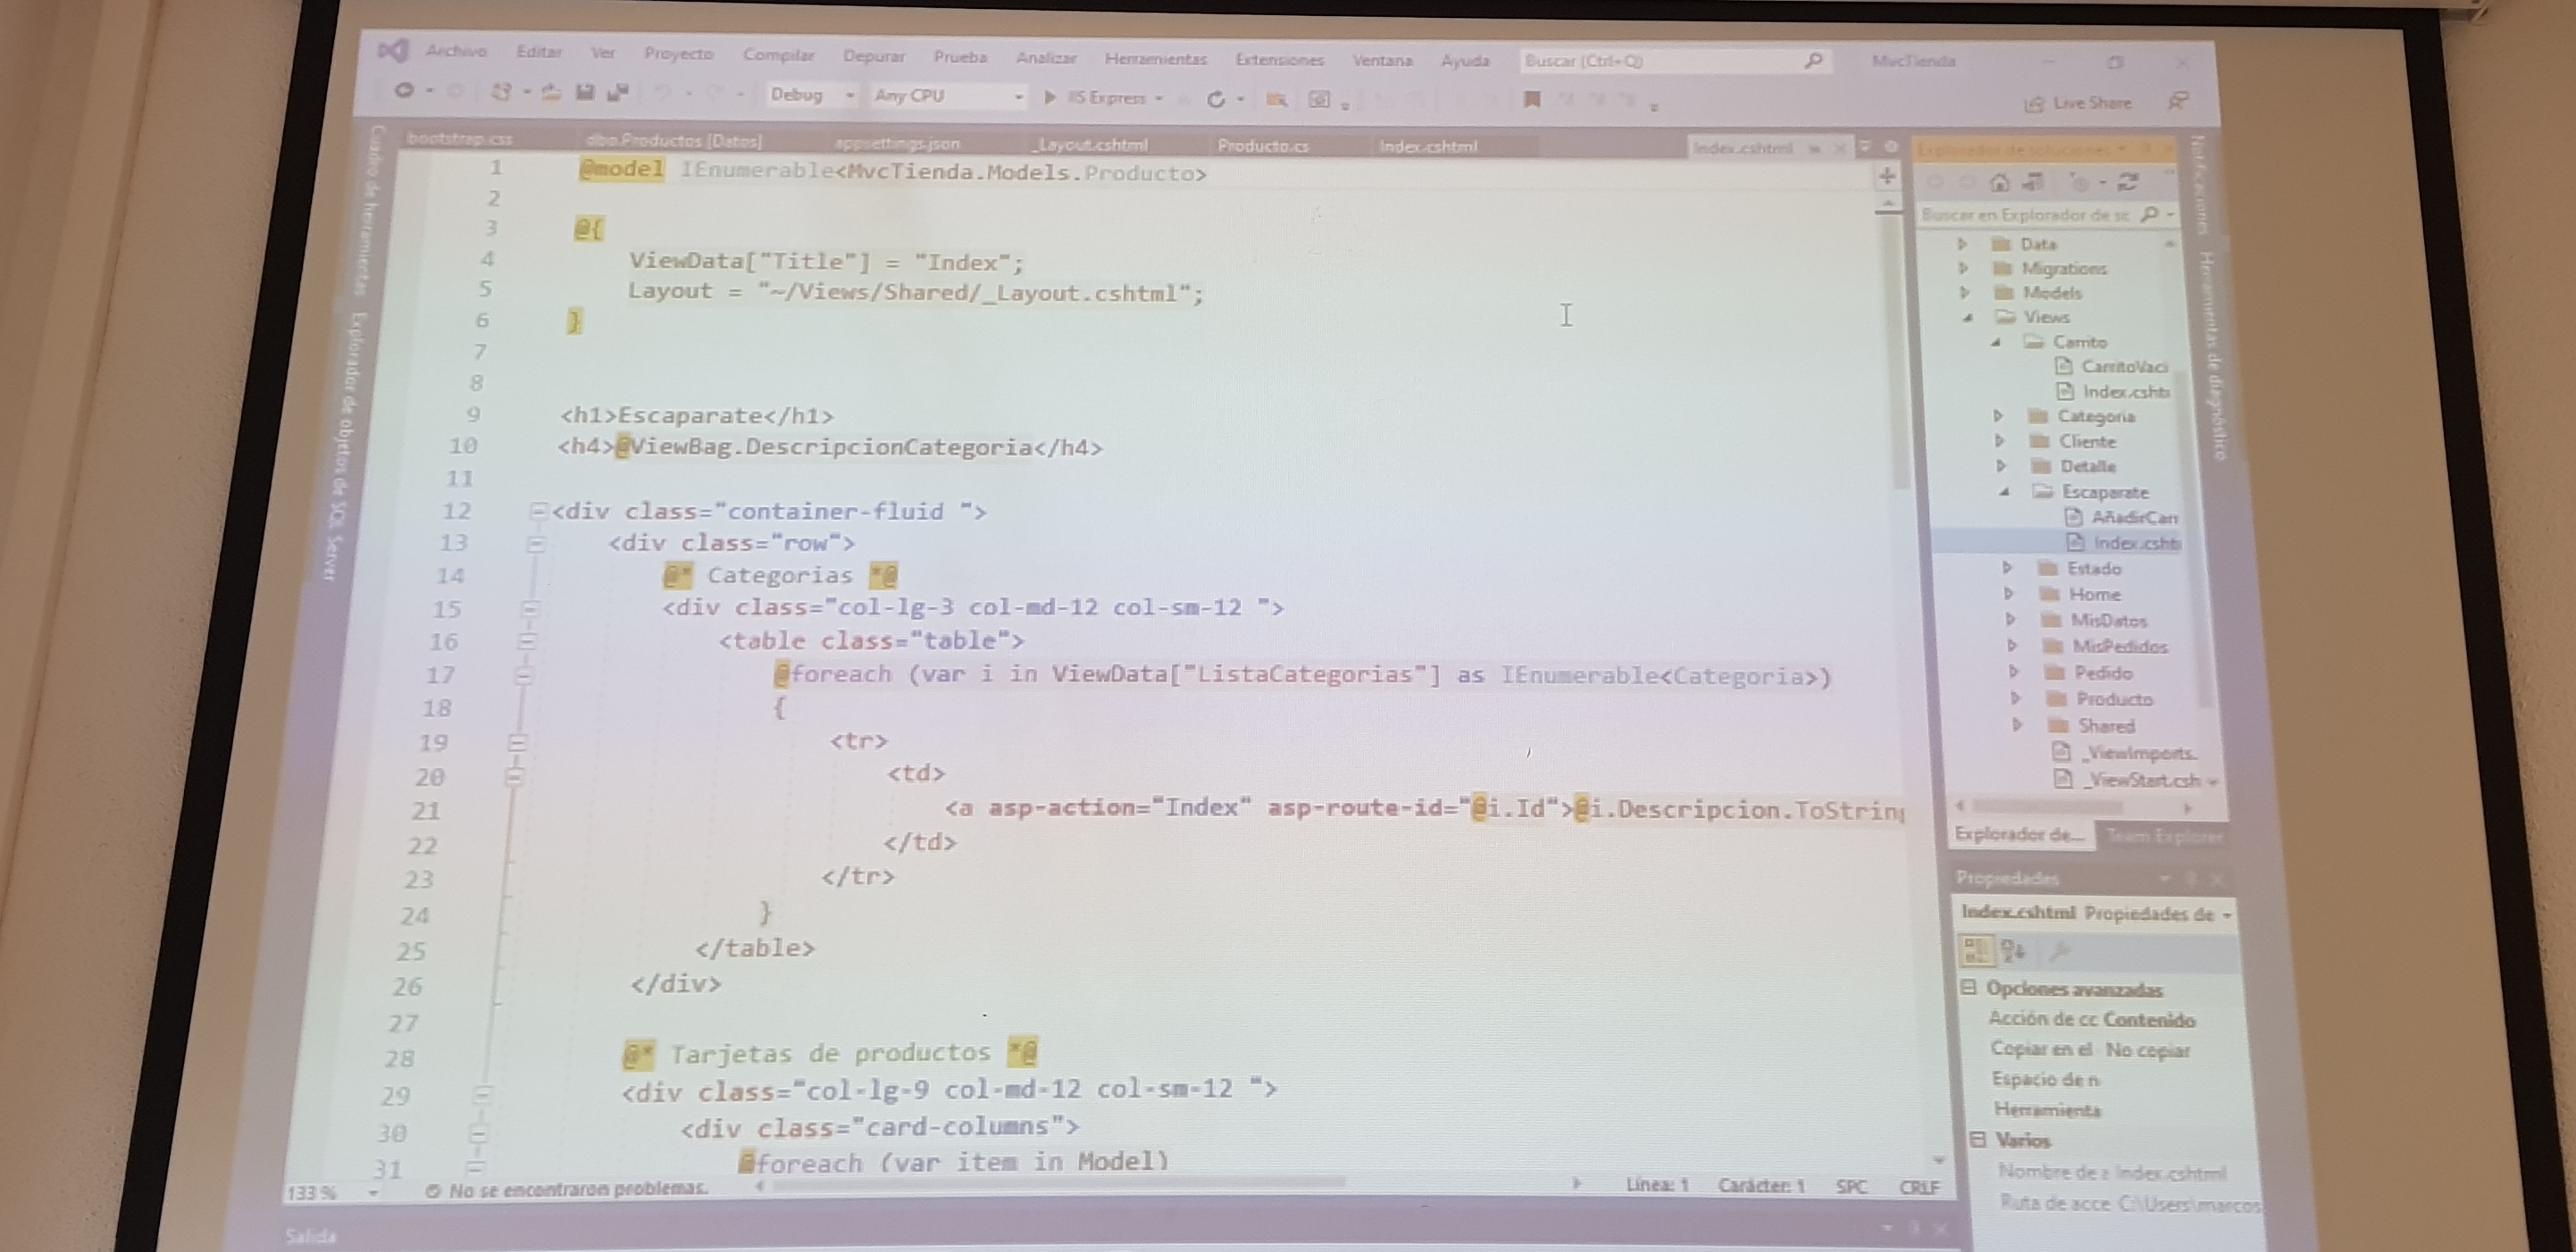 Archivo Editar Ver Proyecto Compilar Depurar Prueba Analizar Herramientas Extensiones Ventana Ayuda Buscar (Ctrl+Q) MvcTienda
Debug Any CPU IIS Express Live Share
bootstrap.css dbo.Productos [Datos] appsettings.json _Layout.cshtml Producto.cs Index.cshtml Index.cshtml
Cuadro de herramientas Explorador de objetos de SQL Server
1 @model IEnumerable<MvcTienda.Models.Producto>
2
3 @{
4 ViewData["Title"] = "Index";
5 Layout = "~/Views/Shared/_Layout.cshtml";
6 }
7
8
9 <h1>Escaparate</h1>
10 <h4>@ViewBag.DescripcionCategoria</h4>
11
12 <div class="container-fluid ">
13 <div class="row">
14 @* Categorias *@
15 <div class="col-lg-3 col-md-12 col-sm-12 ">
16 <table class="table">
17 @foreach (var i in ViewData["ListaCategorias"] as IEnumerable<Categoria>)
18 {
19 <tr>
20 <td>
21 <a asp-action="Index" asp-route-id="@i.Id">@i.Descripcion.ToString
22 </td>
23 </tr>
24 }
25 </table>
26 </div>
27
28 @* Tarjetas de productos *@
29 <div class="col-lg-9 col-md-12 col-sm-12 ">
30 <div class="card-columns">
31 @foreach (var item in Model)
133 % No se encontraron problemas. Línea: 1 Carácter: 1 SPC CRLF
Salida
Explorador de soluciones
Buscar en Explorador de sc
Data
Migrations
Models
Views
Carrito
CarritoVaci
Index.csht
Categoria
Cliente
Detalle
Escaparate
AñadirCarr
Index.csht
Estado
Home
MisDatos
MisPedidos
Pedido
Producto
Shared
_ViewImports.
_ViewStart.csh
Explorador de... Team Explorer
Propiedades
Index.cshtml Propiedades de
Opciones avanzadas
Acción de cc Contenido
Copiar en el No copiar
Espacio de n
Herramienta
Varios
Nombre de a Index.cshtml
Ruta de acce C:\Users\marcos
Notificaciones Herramientas de diagnóstico